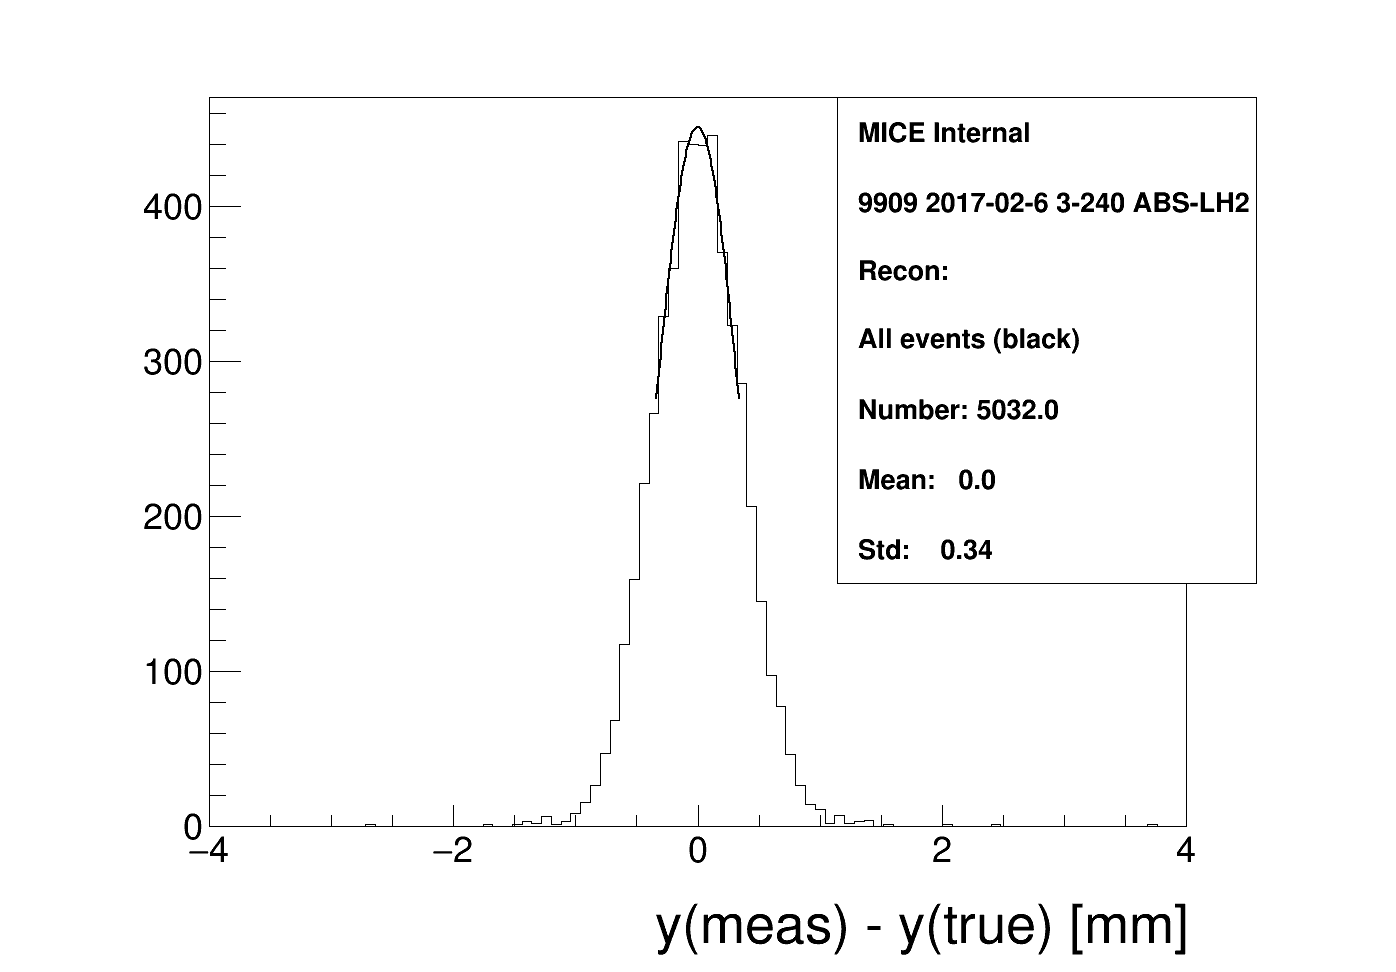 MICE Internal
9909 2017-02-6 3-240 ABS-LH2
Recon:
All events (black)
Number: 5032.0
Mean: 0.0
Std: 0.34
400
300
200
100
0
−4 −2 0 2 4
y(meas) - y(true) [mm]